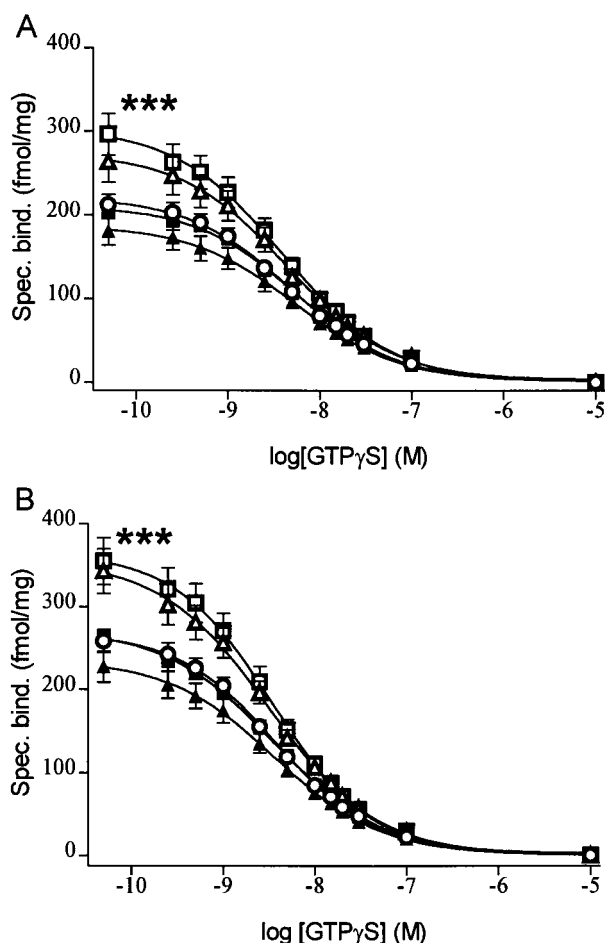 A
400
***
300
200
100
0
Spec. bind. (fmol/mg)
-10 -9 -8 -7 -6 -5
log[GTPγS] (M)
B
400
***
300
200
100
0
Spec. bind. (fmol/mg)
-10 -9 -8 -7 -6 -5
log [GTPγS] (M)